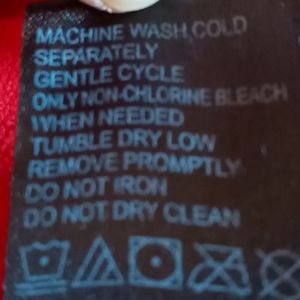 MACHINE WASH COLD
SEPARATELY
GENTLE CYCLE
ONLY NON-CHLORINE BLEACH
WHEN NEEDED
TUMBLE DRY LOW
REMOVE PROMPTLY
DO NOT IRON
DO NOT DRY CLEAN